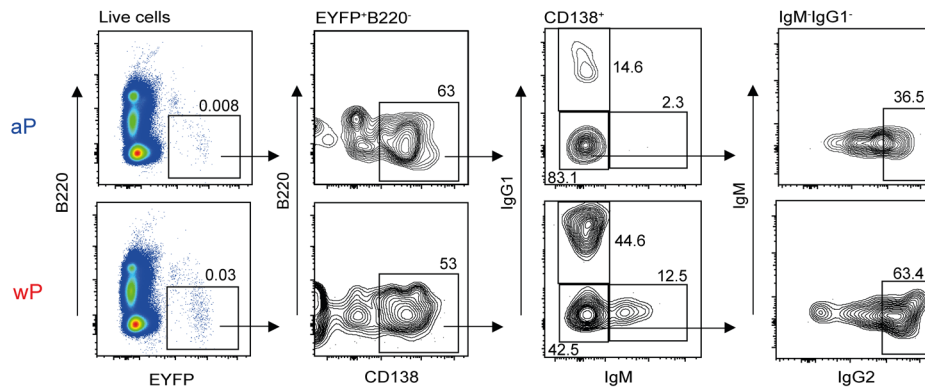 Live cells
EYFP⁺B220⁻
CD138⁺
IgM⁻IgG1⁻
aP
B220
0.008
B220
63
IgG1
14.6
2.3
83.1
IgM
36.5
wP
0.03
53
44.6
12.5
42.5
63.4
EYFP
CD138
IgM
IgG2